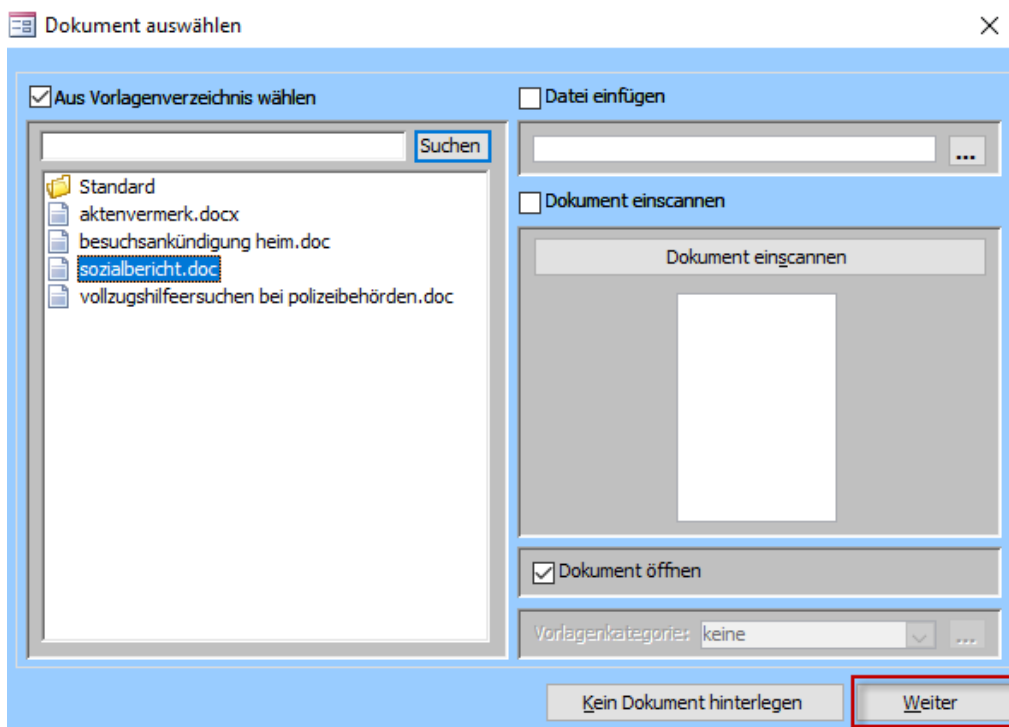 Dokument auswählen
Aus Vorlagenverzeichnis wählen
Suchen
Standard
aktenvermerk.docx
besuchsankündigung heim.doc
sozialbericht.doc
vollzugshilfeersuchen bei polizeibehörden.doc
Datei einfügen
...
Dokument einscannen
Dokument einscannen
Dokument öffnen
Vorlagenkategorie: keine
...
Kein Dokument hinterlegen
Weiter